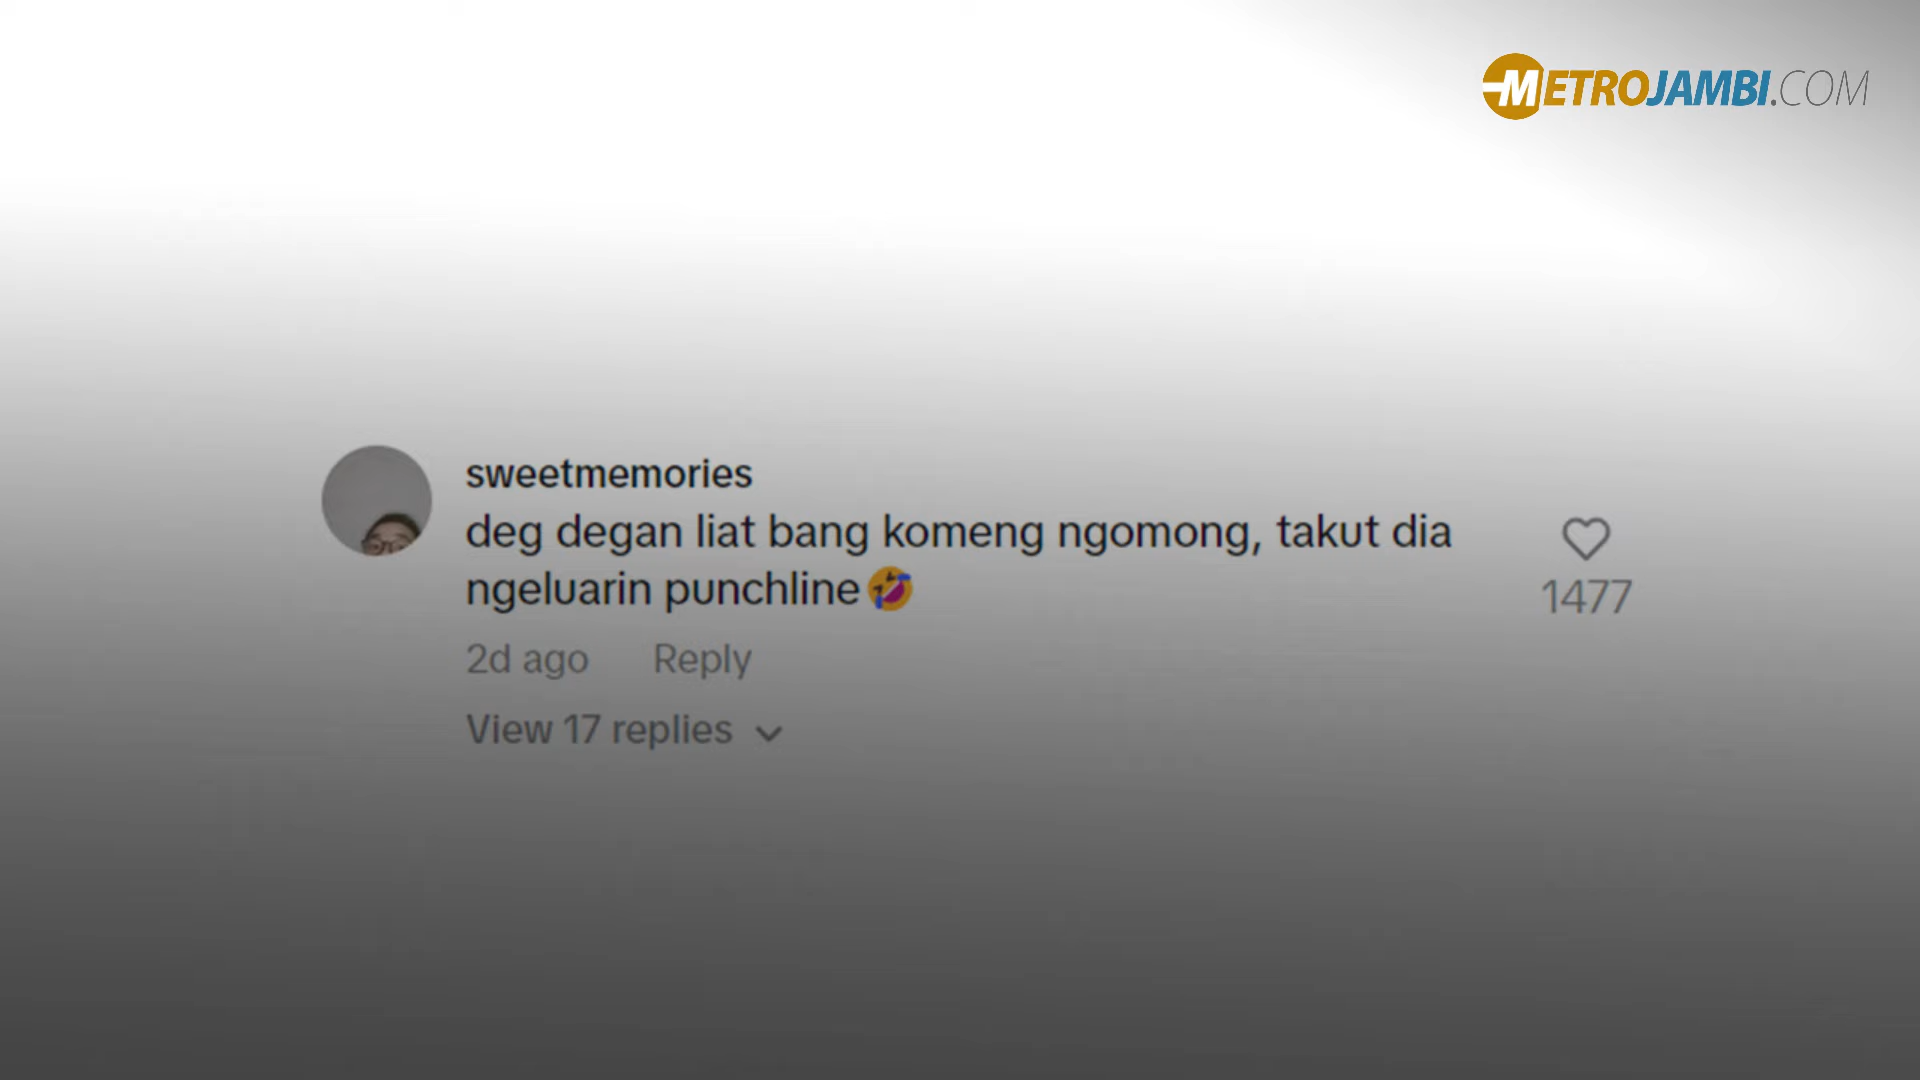 METROJAMBI.COM
sweetmemories
deg degan liat bang komeng ngomong, takut dia
ngeluarin punchline🤣
1477
2d ago Reply
View 17 replies